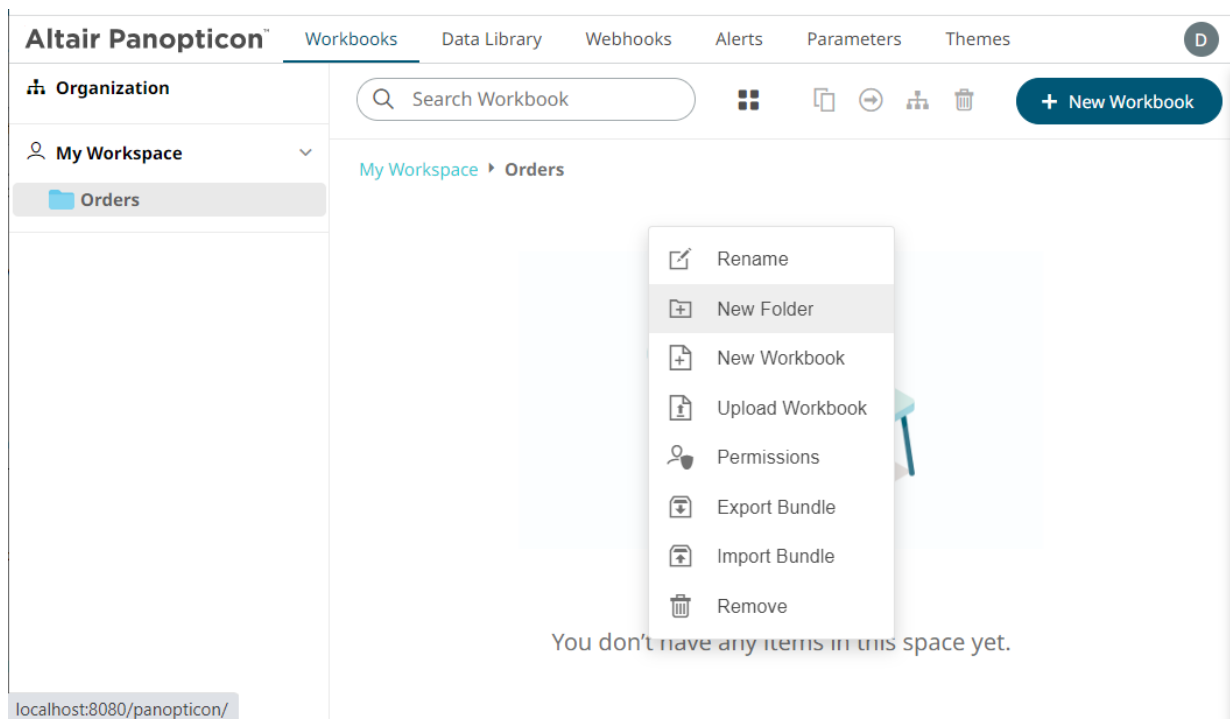 Altair Panopticon™ Workbooks Data Library Webhooks Alerts Parameters Themes D
Organization
Search Workbook
+ New Workbook
My Workspace
My Workspace Orders
Orders
Rename
New Folder
New Workbook
Upload Workbook
Permissions
Export Bundle
Import Bundle
Remove
You don't have any items in this space yet.
localhost:8080/panopticon/